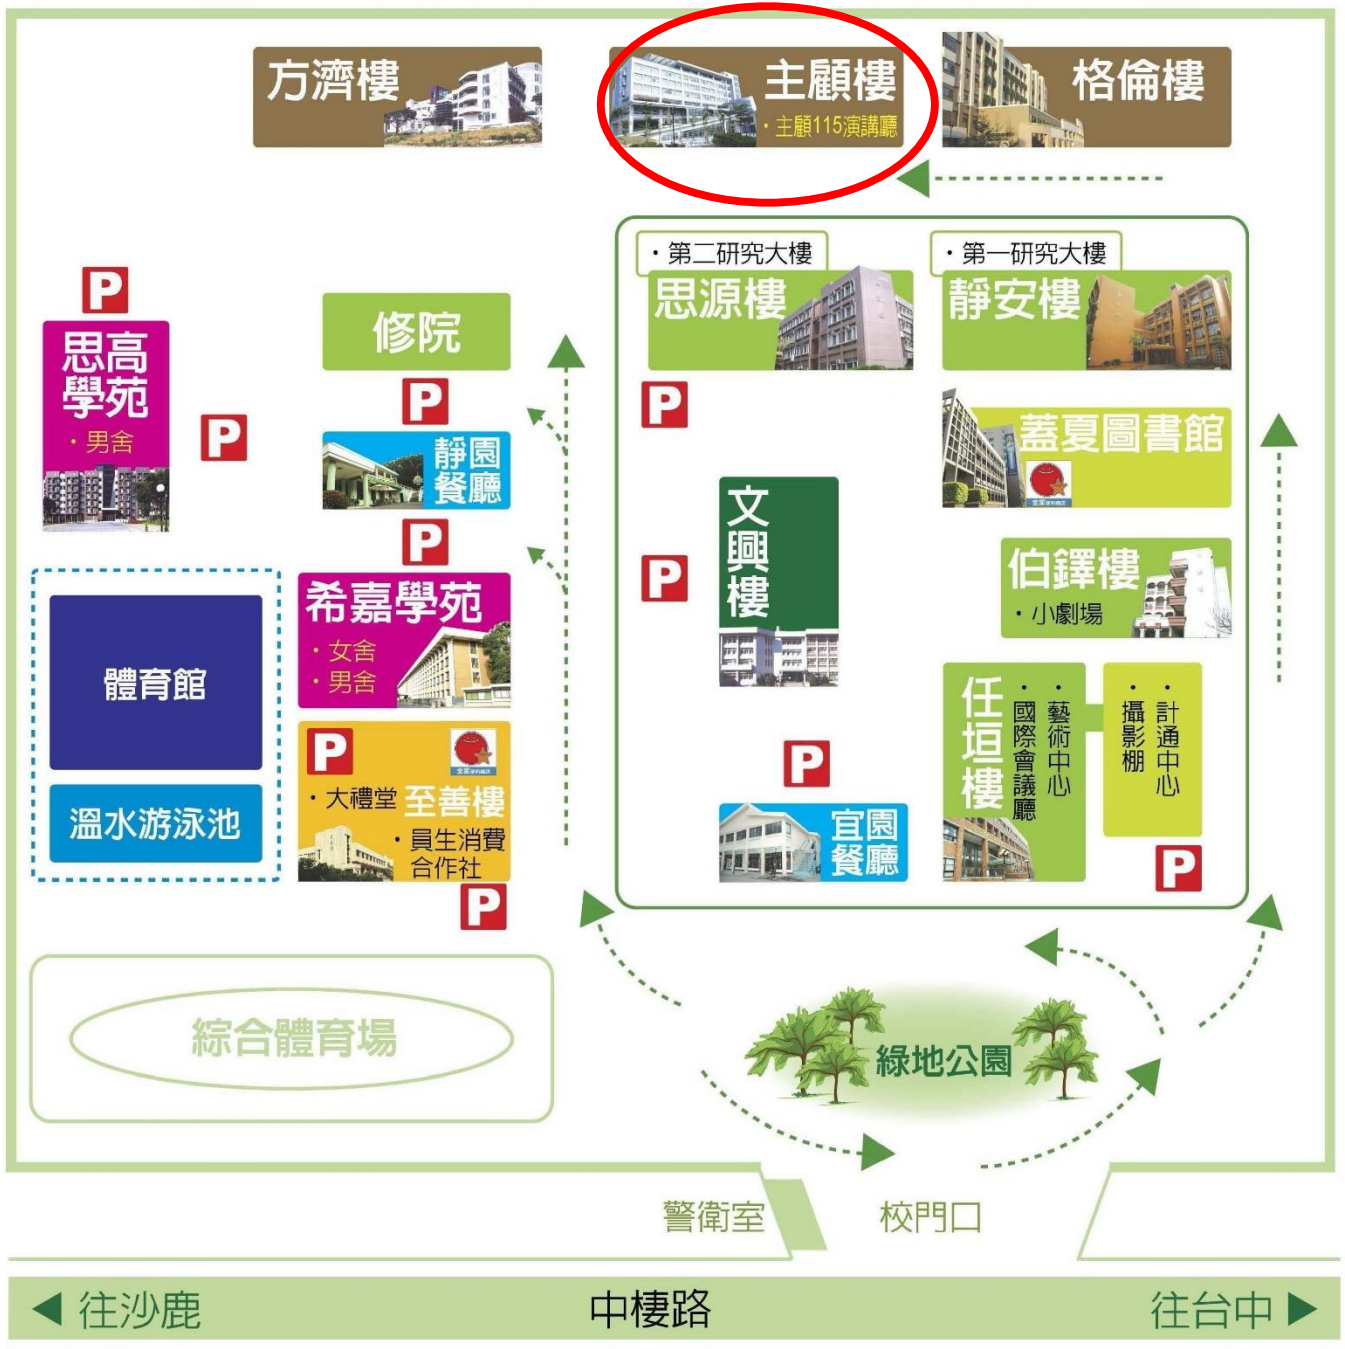 方濟樓
主顧樓
・主顧115演講廳
格倫樓
・第二研究大樓
思源樓
・第一研究大樓
靜安樓
P
思高
學苑
・男舍
P
修院
P
靜園
餐廳
P
希嘉學苑
・女舍
・男舍
體育館
溫水游泳池
P
・大禮堂
至善樓
・員生消費
合作社
P
P
文興樓
P
P
宜園
餐廳
蓋夏圖書館
伯鐸樓
・小劇場
任垣樓
・藝術中心
・國際會議廳
・計通中心
・攝影棚
P
綜合體育場
綠地公園
警衛室
校門口
往沙鹿
中棲路
往台中